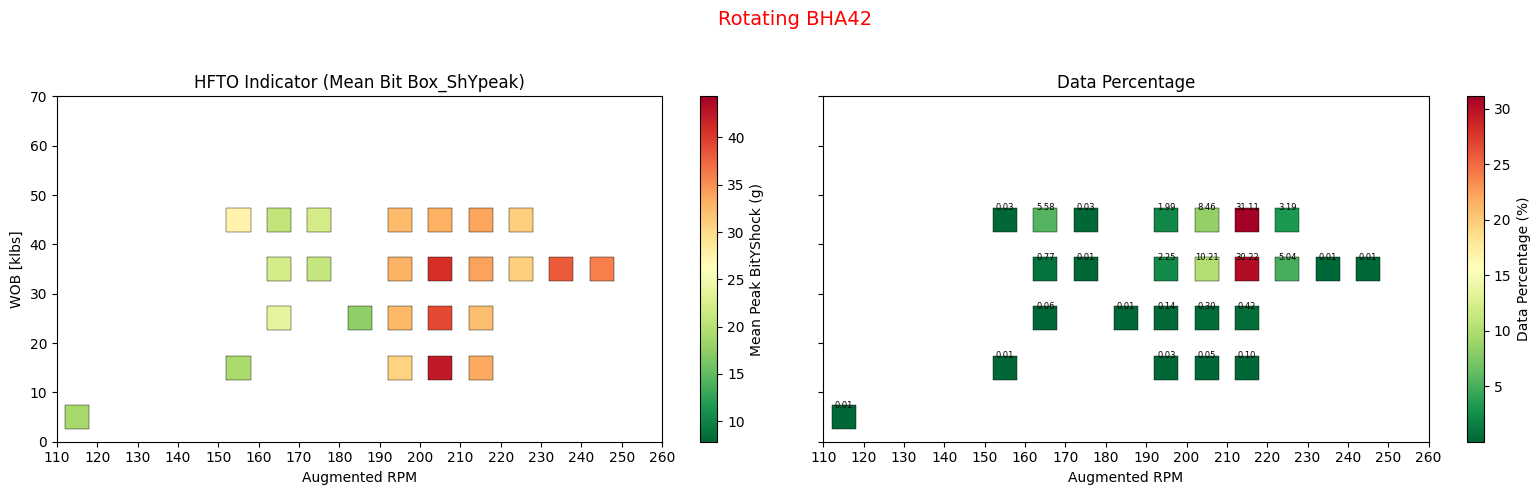 Rotating BHA42
HFTO Indicator (Mean Bit Box_ShYpeak)
WOB [klbs]
70
60
50
40
30
20
10
0
110 120 130 140 150 160 170 180 190 200 210 220 230 240 250 260
Augmented RPM
40
35
30
25
20
15
10
Mean Peak BitYShock (g)
Data Percentage
0.03 5.58 0.03 1.99 8.46 31.11 3.19
0.77 0.01 2.25 10.21 30.22 5.04 0.01 0.01
0.06 0.01 0.14 0.30 0.42
0.01 0.03 0.05 0.10
0.01
110 120 130 140 150 160 170 180 190 200 210 220 230 240 250 260
Augmented RPM
30
25
20
15
10
5
Data Percentage (%)